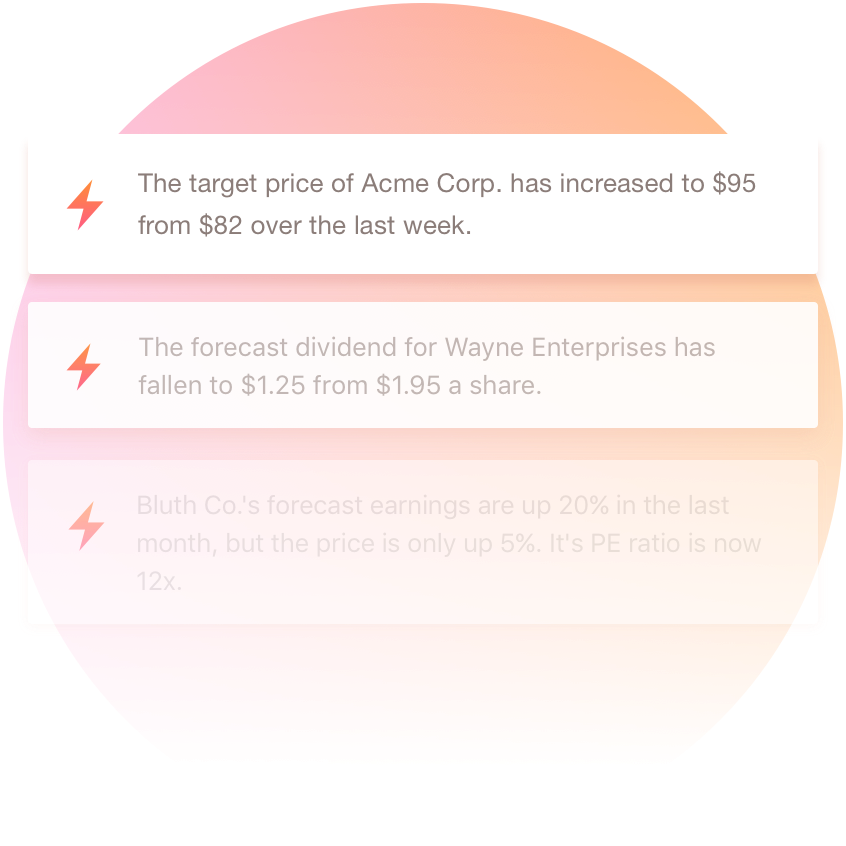 The target price of Acme Corp. has increased to $95
from $82 over the last week.
The forecast dividend for Wayne Enterprises has
fallen to $1.25 from $1.95 a share.
Bluth Co.'s forecast earnings are up 20% in the last
month, but the price is only up 5%. It's PE ratio is now
12x.